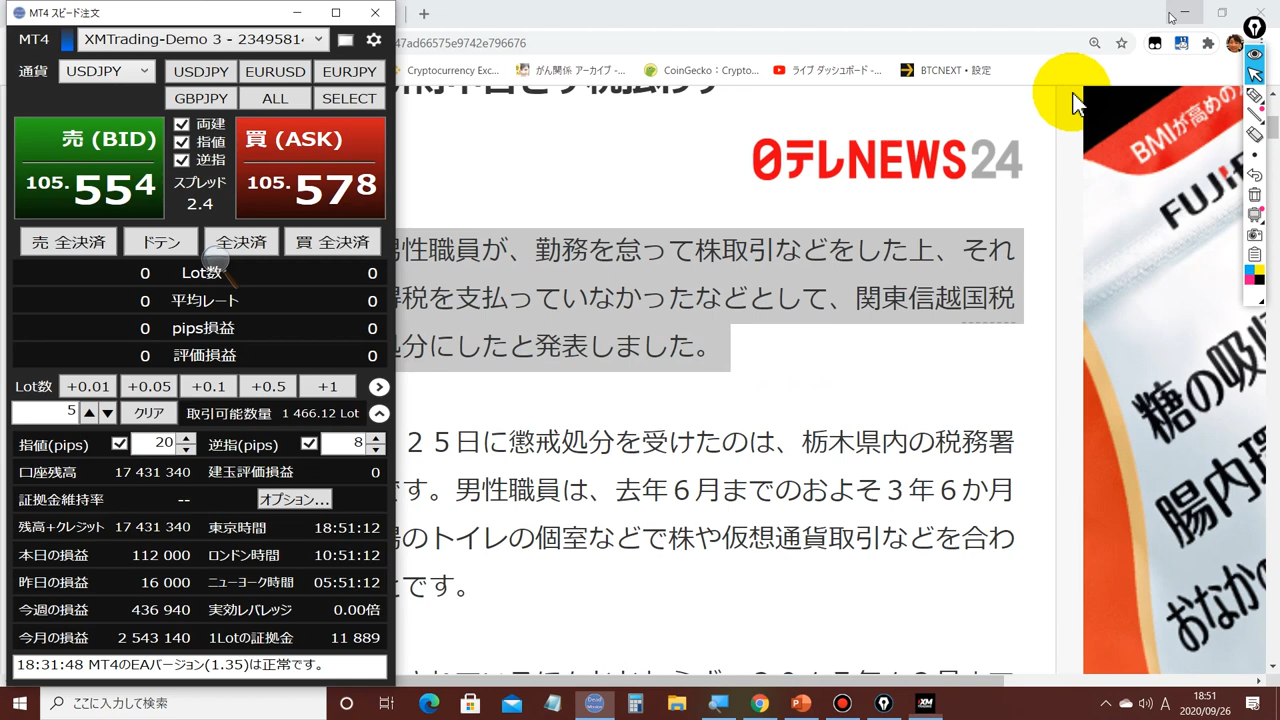 MT4 スピード注文
MT4
XMTrading-Demo 3 - 2349581
通貨
USDJPY
USDJPY
EURUSD
EURJPY
GBPJPY
ALL
SELECT
売 (BID)
105.554
両建
指値
逆指
スプレッド
2.4
買 (ASK)
105.578
売 全決済
ドテン
全決済
買 全決済
0 Lot数 0
0 平均レート 0
0 pips損益 0
0 評価損益 0
Lot数 +0.01 +0.05 +0.1 +0.5 +1
5 クリア 取引可能数量 1 466.12 Lot
指値(pips) 20 逆指(pips) 8
口座残高 17 431 340 建玉評価損益 0
証拠金維持率 -- オプション...
残高+クレジット 17 431 340 東京時間 18:51:12
本日の損益 112 000 ロンドン時間 10:51:12
昨日の損益 16 000 ニューヨーク時間 05:51:12
今週の損益 436 940 実効レバレッジ 0.00倍
今月の損益 2 543 140 1Lotの証拠金 11 889
18:31:48 MT4のEAバージョン(1.35)は正常です。
47ad66575e9742e796676
Cryptocurrency Exc...
がん関係 アーカイブ -...
CoinGecko：Crypto...
ライブ ダッシュボード -...
BTCNEXT • 設定
日テレNEWS24
男性職員が、勤務を怠って株取引などをした上、それ
得税を支払っていなかったなどとして、関東信越国税
処分にしたと発表しました。
２５日に懲戒処分を受けたのは、栃木県内の税務署
です。男性職員は、去年６月までのおよそ３年６か月
場のトイレの個室などで株や仮想通貨取引などを合わ
とです。
BMIが高めの
FUJIF
糖の吸収
腸内環
おなかの
ここに入力して検索
A
18:51
2020/09/26